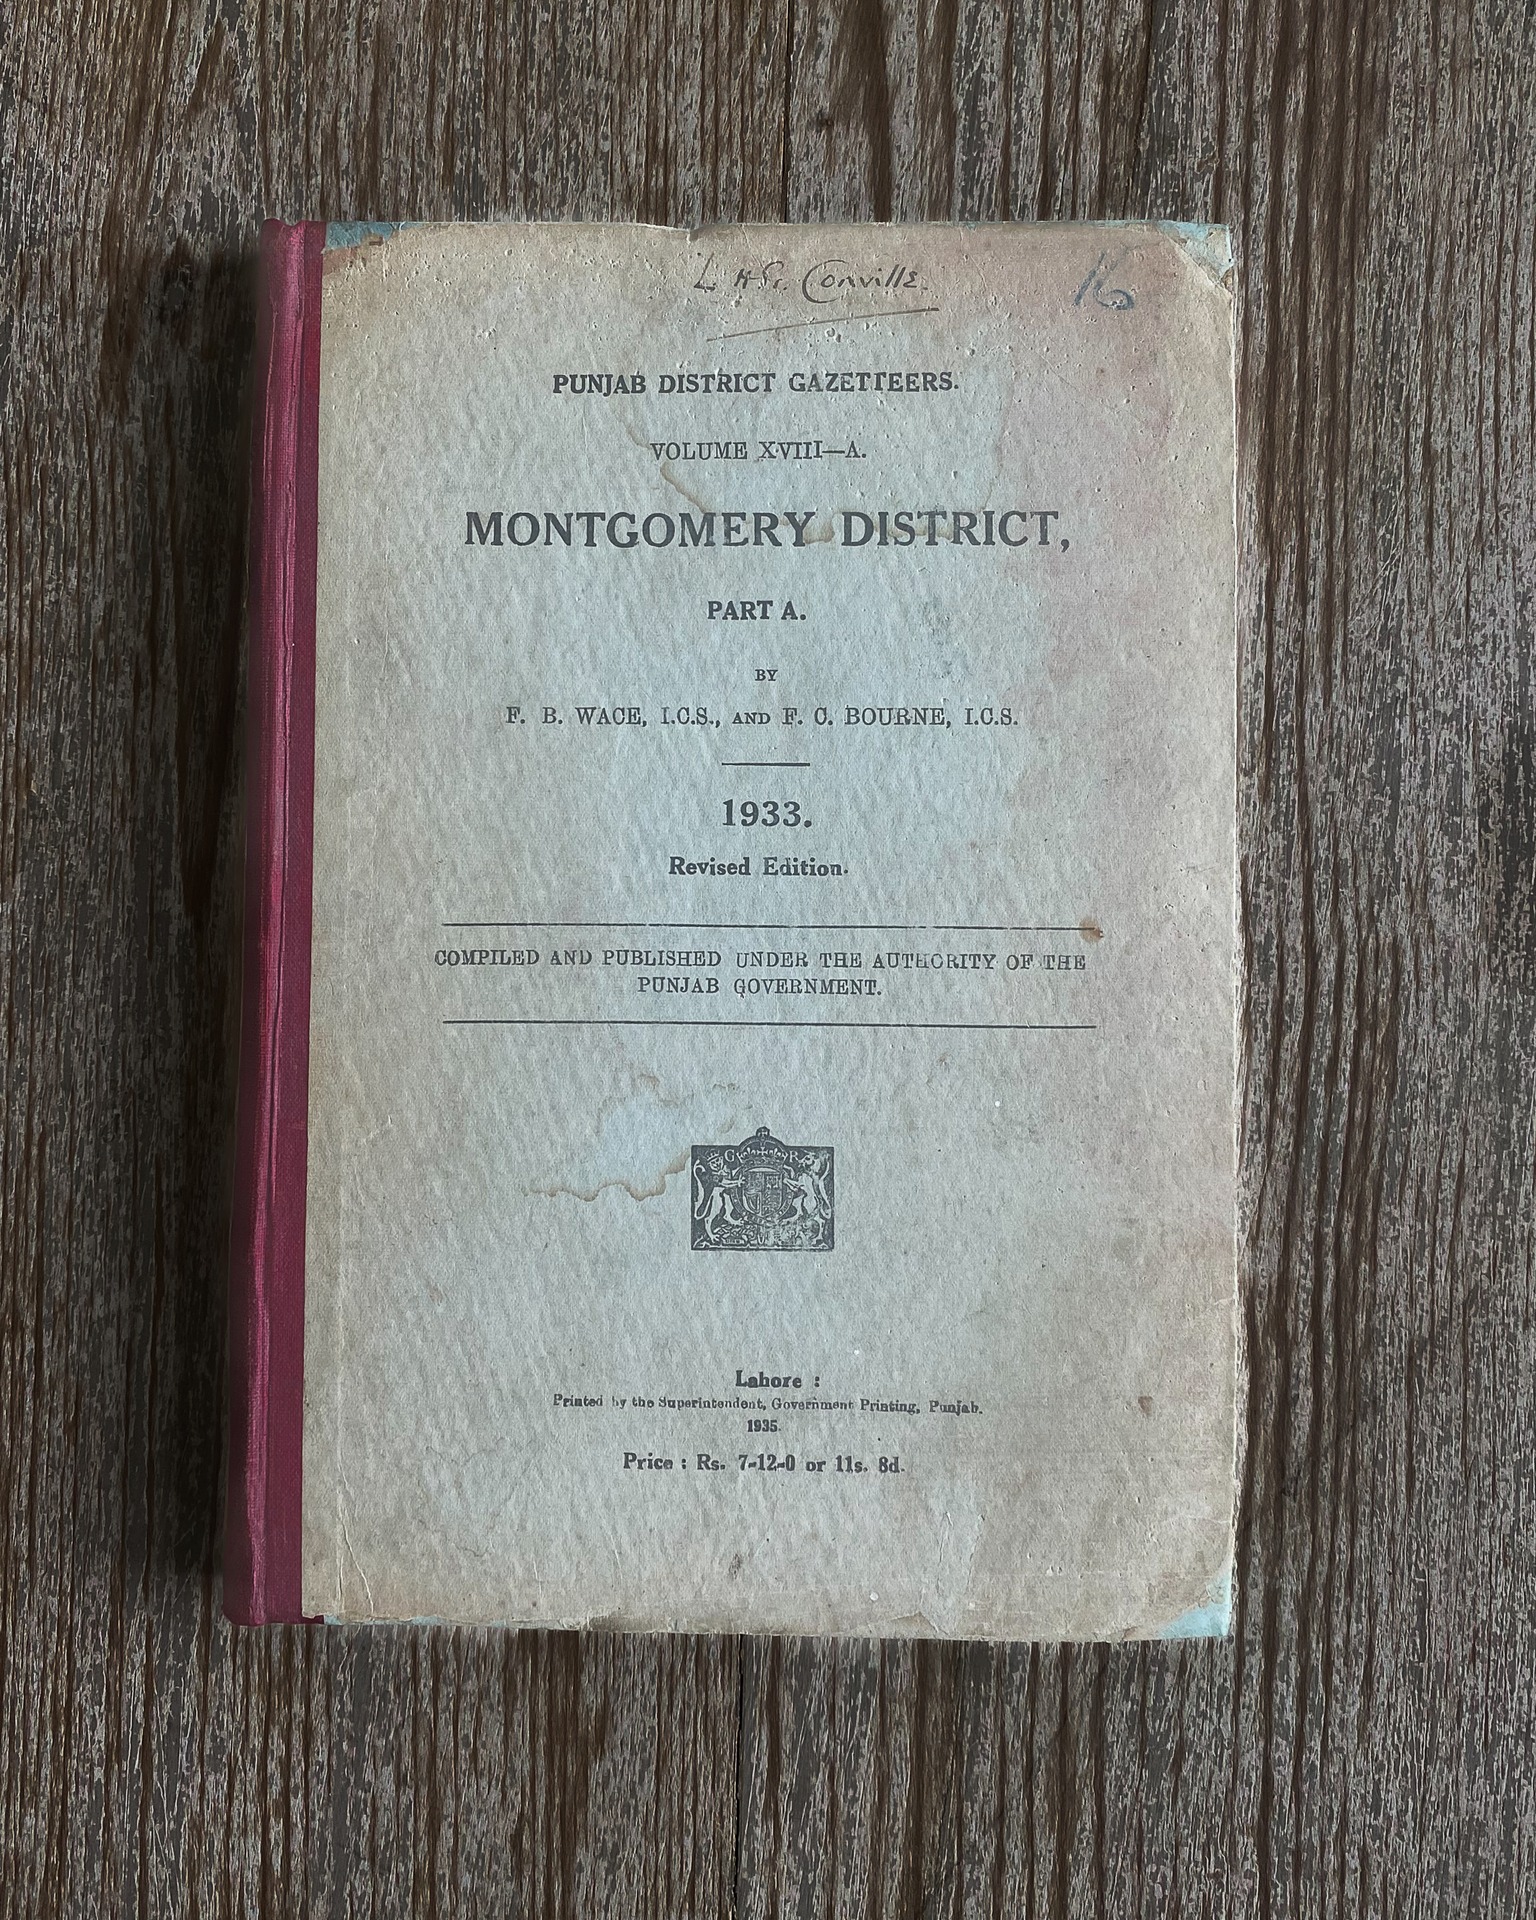 L. H. St. Conville.
16
PUNJAB DISTRICT GAZETTEERS.
VOLUME XVIII—A.
MONTGOMERY DISTRICT,
PART A.
BY
F. B. WACE, I.C.S., AND F. C. BOURNE, I.C.S.
1933.
Revised Edition.
COMPILED AND PUBLISHED UNDER THE AUTHORITY OF THE
PUNJAB GOVERNMENT.
G R
Lahore :
Printed by the Superintendent, Government Printing, Punjab.
1935.
Price : Rs. 7-12-0 or 11s. 8d.